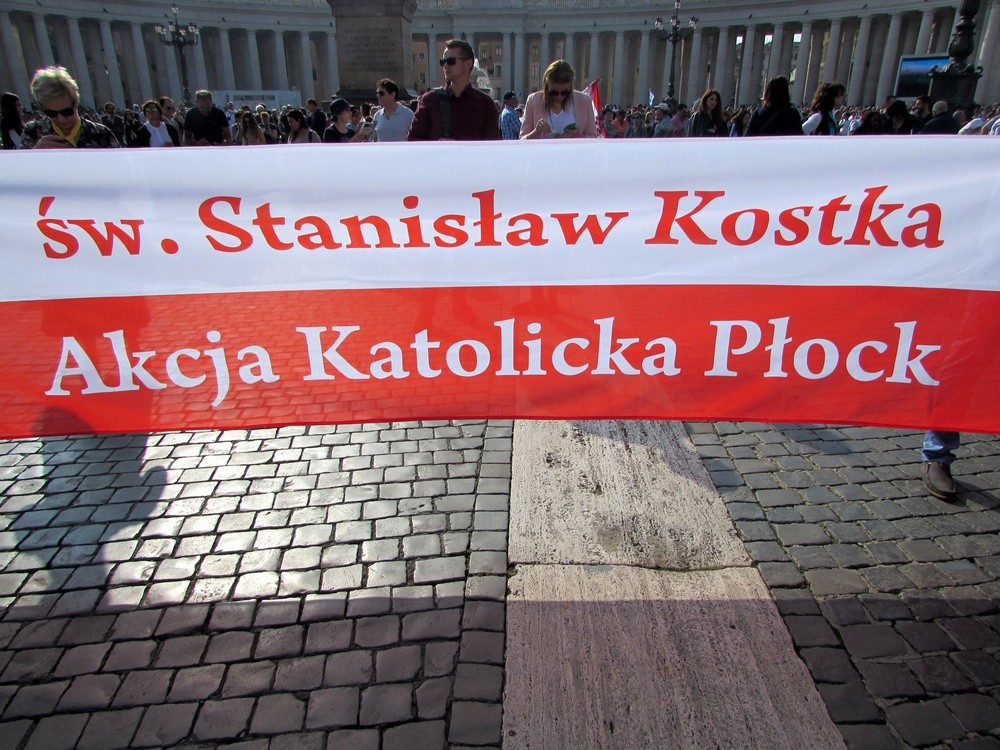 św. Stanisław Kostka
Akcja Katolicka Płock